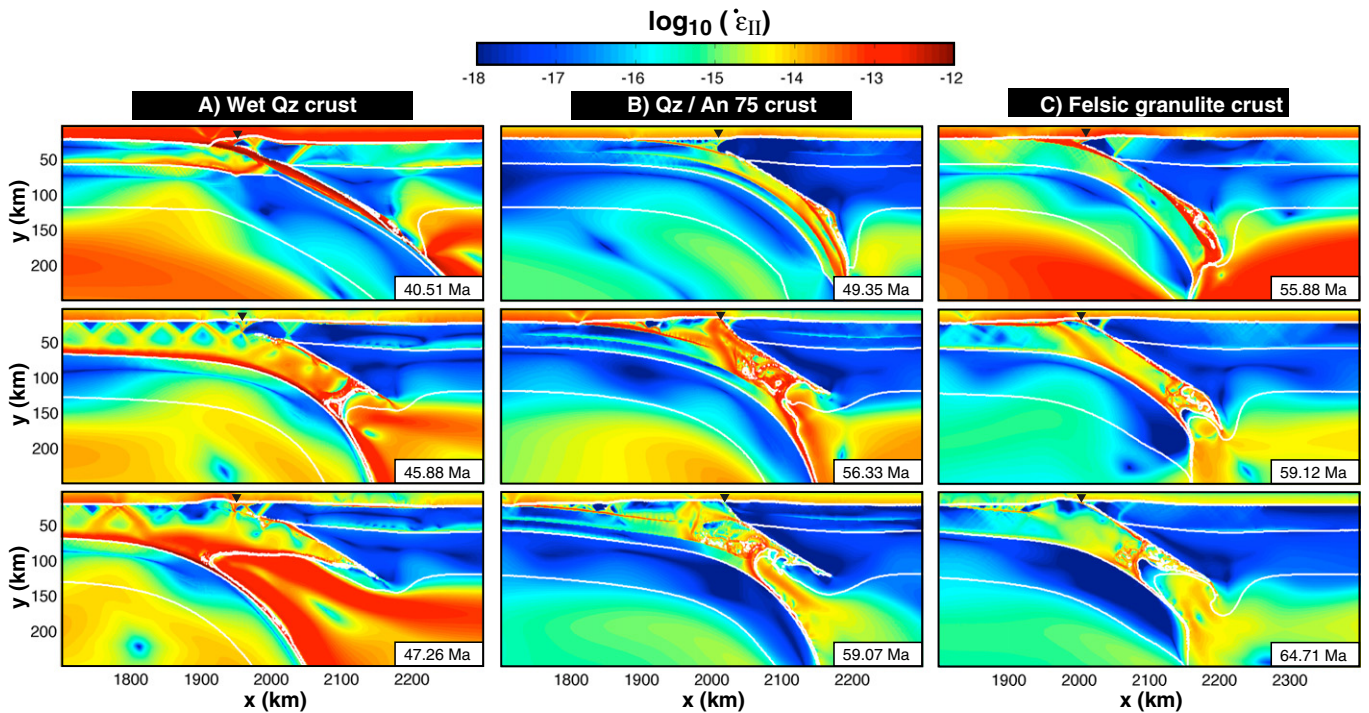 log10 ( ε̇II)
-18 -17 -16 -15 -14 -13 -12
A) Wet Qz crust B) Qz / An 75 crust C) Felsic granulite crust
50
100
150
200
y (km)
40.51 Ma 49.35 Ma 55.88 Ma
50
100
150
200
y (km)
45.88 Ma 56.33 Ma 59.12 Ma
50
100
150
200
y (km)
47.26 Ma 59.07 Ma 64.71 Ma
1800 1900 2000 2100 2200 1800 1900 2000 2100 2200 1900 2000 2100 2200 2300
x (km) x (km) x (km)